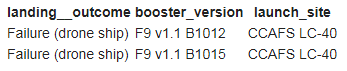 landing__outcome booster_version launch_site
Failure (drone ship) F9 v1.1 B1012 CCAFS LC-40
Failure (drone ship) F9 v1.1 B1015 CCAFS LC-40